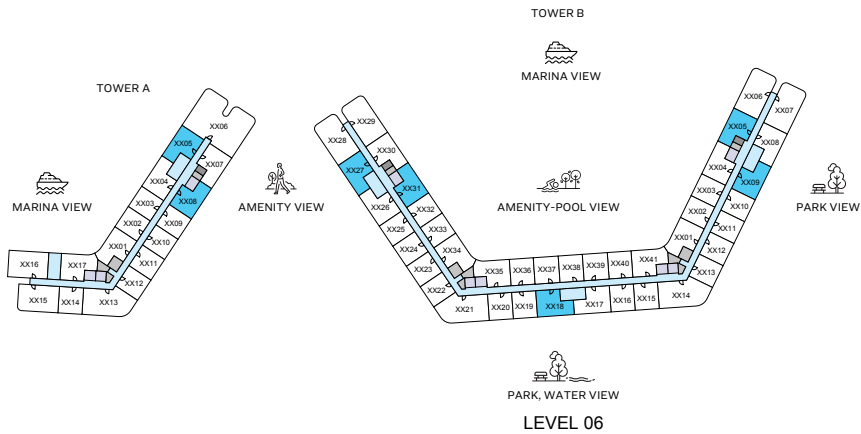 TOWER B
MARINA VIEW
TOWER A
MARINA VIEW
AMENITY VIEW
AMENITY-POOL VIEW
PARK VIEW
XX06
XX05
XX07
XX04
XX08
XX03
XX02
XX09
XX01
XX10
XX11
XX12
XX16
XX17
XX15
XX14
XX13
XX29
XX28
XX30
XX27
XX31
XX26
XX32
XX25
XX33
XX24
XX34
XX23
XX22
XX21
XX35
XX36
XX37
XX38
XX39
XX40
XX41
XX20
XX19
XX18
XX17
XX16
XX15
XX14
XX06
XX07
XX05
XX08
XX04
XX09
XX03
XX10
XX02
XX11
XX01
XX12
XX13
PARK, WATER VIEW
LEVEL 06